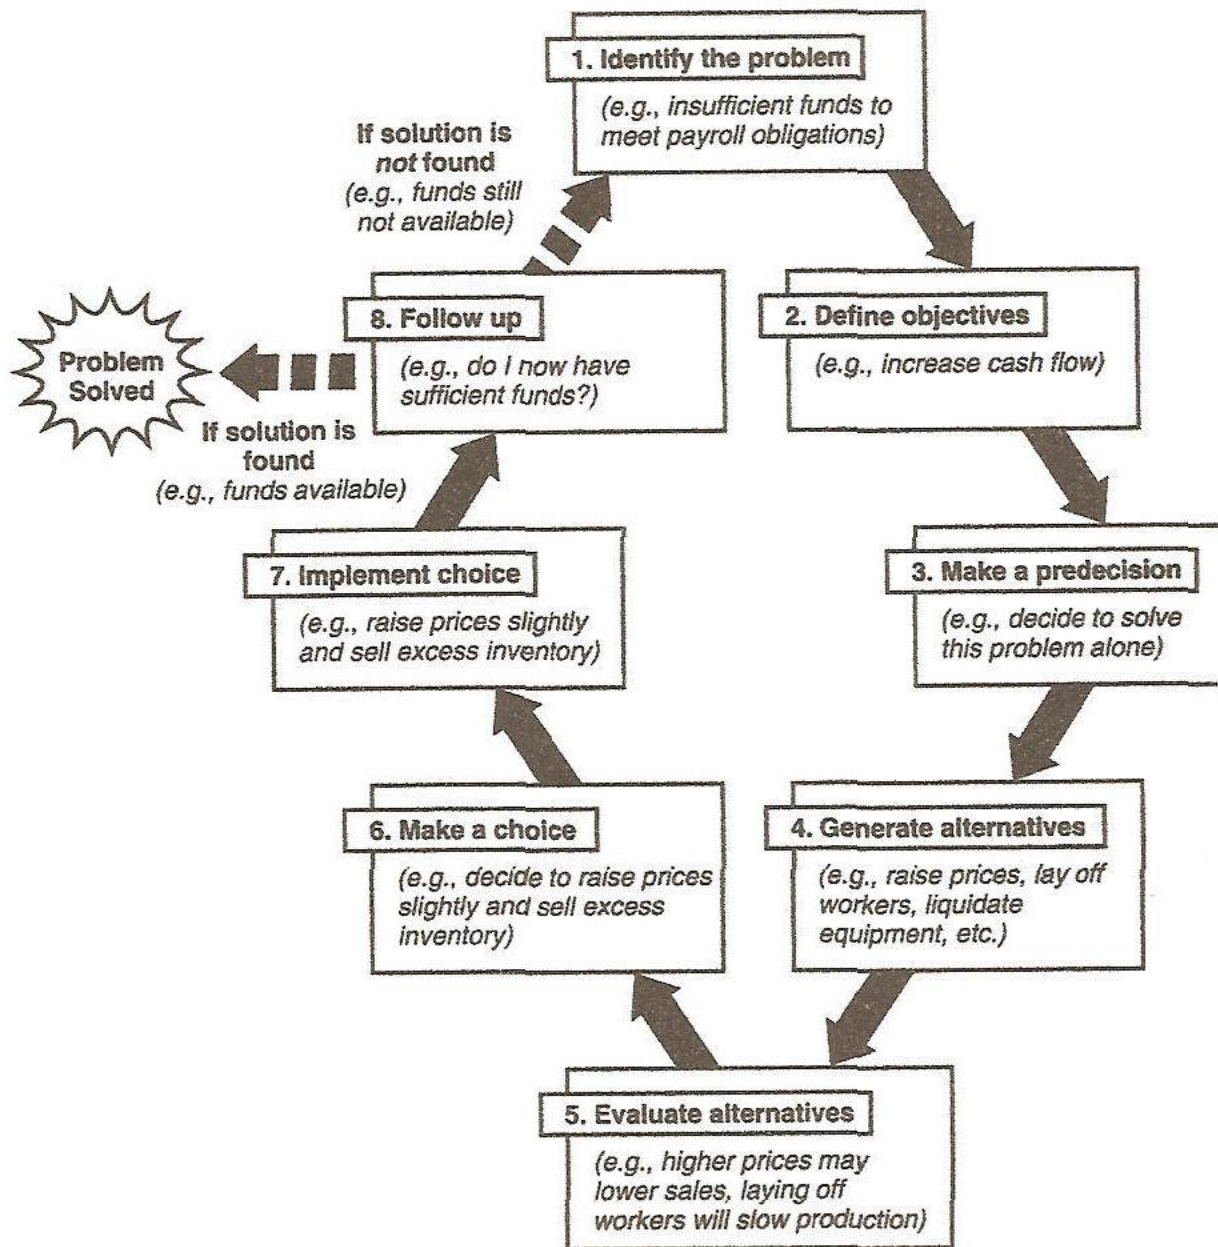 1. Identify the problem
(e.g., insufficient funds to
meet payroll obligations)
If solution is
not found
(e.g., funds still
not available)
2. Define objectives
(e.g., increase cash flow)
8. Follow up
(e.g., do I now have
sufficient funds?)
Problem
Solved
If solution is
found
(e.g., funds available)
3. Make a predecision
(e.g., decide to solve
this problem alone)
7. Implement choice
(e.g., raise prices slightly
and sell excess inventory)
4. Generate alternatives
(e.g., raise prices, lay off
workers, liquidate
equipment, etc.)
6. Make a choice
(e.g., decide to raise prices
slightly and sell excess
inventory)
5. Evaluate alternatives
(e.g., higher prices may
lower sales, laying off
workers will slow production)